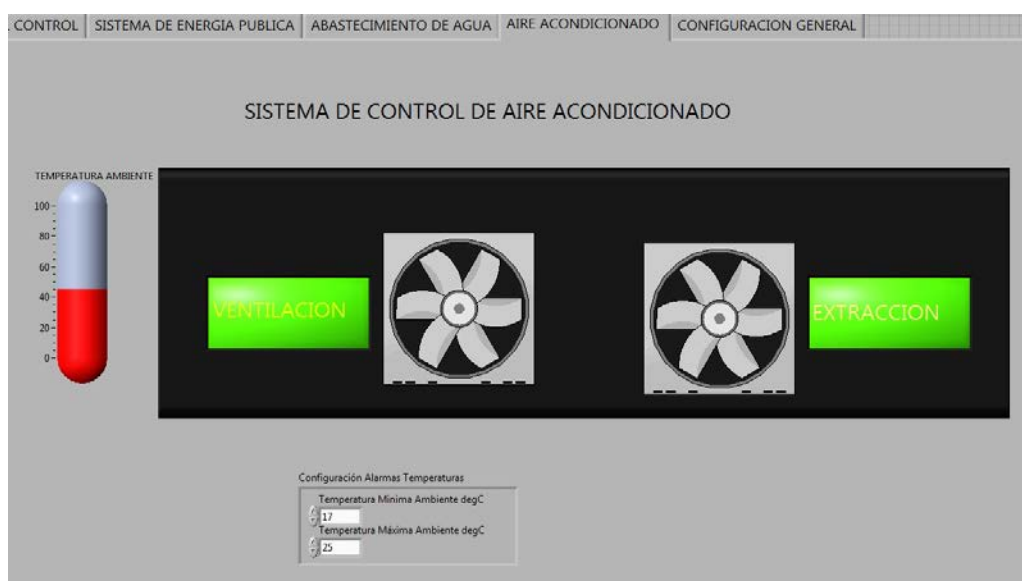 CONTROL SISTEMA DE ENERGIA PUBLICA ABASTECIMIENTO DE AGUA AIRE ACONDICIONADO CONFIGURACION GENERAL
SISTEMA DE CONTROL DE AIRE ACONDICIONADO
TEMPERATURA AMBIENTE
100
80
60
40
20
0
VENTILACION
EXTRACCION
Configuración Alarmas Temperaturas
Temperatura Minima Ambiente degC
17
Temperatura Máxima Ambiente degC
25